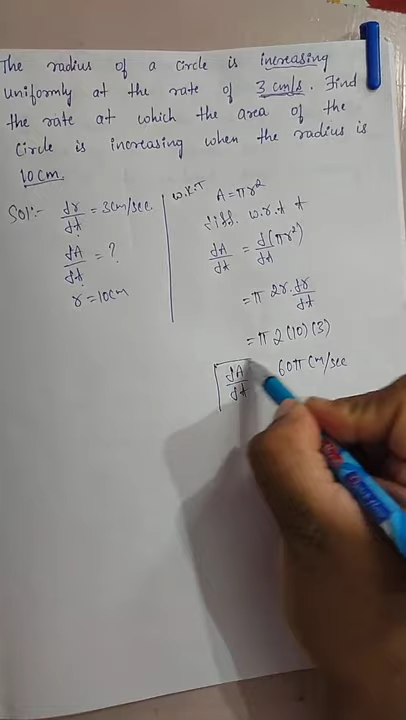 The radius of a circle is increasing
uniformly at the rate of 3 cm/s. Find
the rate at which the area of the
circle is increasing when the radius is
10 cm.
Sol:- dr/dt = 3cm/sec
dA/dt = ?
r = 10cm
W.K.T A = πr²
diff. w.r.t t
dA/dt = d(πr²)/dt
= π 2r. dr/dt
= π 2 (10) (3)
dA/dt 60π cm/sec